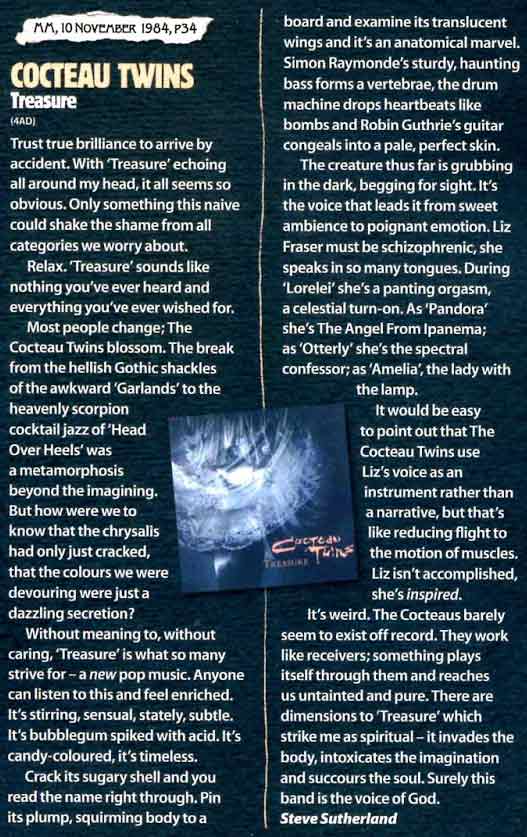 MM, 10 NOVEMBER 1984, P34
COCTEAU TWINS
Treasure
(4AD)
Trust true brilliance to arrive by
accident. With ‘Treasure’ echoing
all around my head, it all seems so
obvious. Only something this naive
could shake the shame from all
categories we worry about.
Relax. ‘Treasure’ sounds like
nothing you’ve ever heard and
everything you’ve ever wished for.
Most people change; The
Cocteau Twins blossom. The break
from the hellish Gothic shackles
of the awkward ‘Garlands’ to the
heavenly scorpion
cocktail jazz of ‘Head
Over Heels’ was
a metamorphosis
beyond the imagining.
But how were we to
know that the chrysalis
had only just cracked,
that the colours we were
devouring were just a
dazzling secretion?
Without meaning to, without
caring, ‘Treasure’ is what so many
strive for – a new pop music. Anyone
can listen to this and feel enriched.
It’s stirring, sensual, stately, subtle.
It’s bubblegum spiked with acid. It’s
candy-coloured, it’s timeless.
Crack its sugary shell and you
read the name right through. Pin
its plump, squirming body to a
board and examine its translucent
wings and it’s an anatomical marvel.
Simon Raymonde’s sturdy, haunting
bass forms a vertebrae, the drum
machine drops heartbeats like
bombs and Robin Guthrie’s guitar
congeals into a pale, perfect skin.
The creature thus far is grubbing
in the dark, begging for sight. It’s
the voice that leads it from sweet
ambience to poignant emotion. Liz
Fraser must be schizophrenic, she
speaks in so many tongues. During
‘Lorelei’ she’s a panting orgasm,
a celestial turn-on. As ‘Pandora’
she’s The Angel From Ipanema;
as ‘Otterly’ she’s the spectral
confessor; as ‘Amelia’, the lady with
the lamp.
It would be easy
to point out that The
Cocteau Twins use
Liz’s voice as an
instrument rather than
a narrative, but that’s
like reducing flight to
the motion of muscles.
Liz isn’t accomplished,
she’s inspired.
It’s weird. The Cocteaus barely
seem to exist off record. They work
like receivers; something plays
itself through them and reaches
us untainted and pure. There are
dimensions to ‘Treasure’ which
strike me as spiritual – it invades the
body, intoxicates the imagination
and succours the soul. Surely this
band is the voice of God.
Steve Sutherland
COCTEAU
TWINS
TREASURE